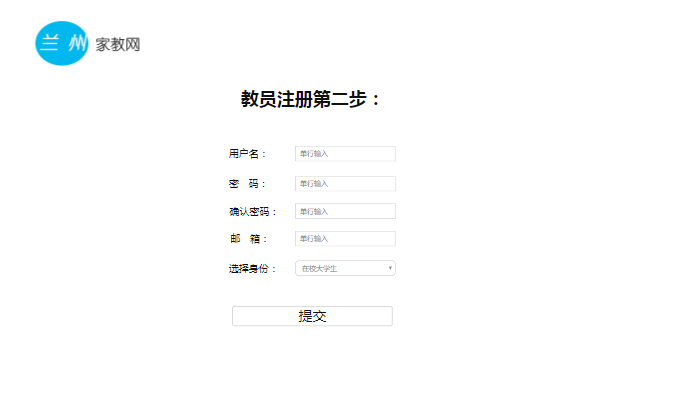 兰 州 家教网
教员注册第二步：
用户名： 单行输入
密 码： 单行输入
确认密码： 单行输入
邮 箱： 单行输入
选择身份： 在校大学生
提交